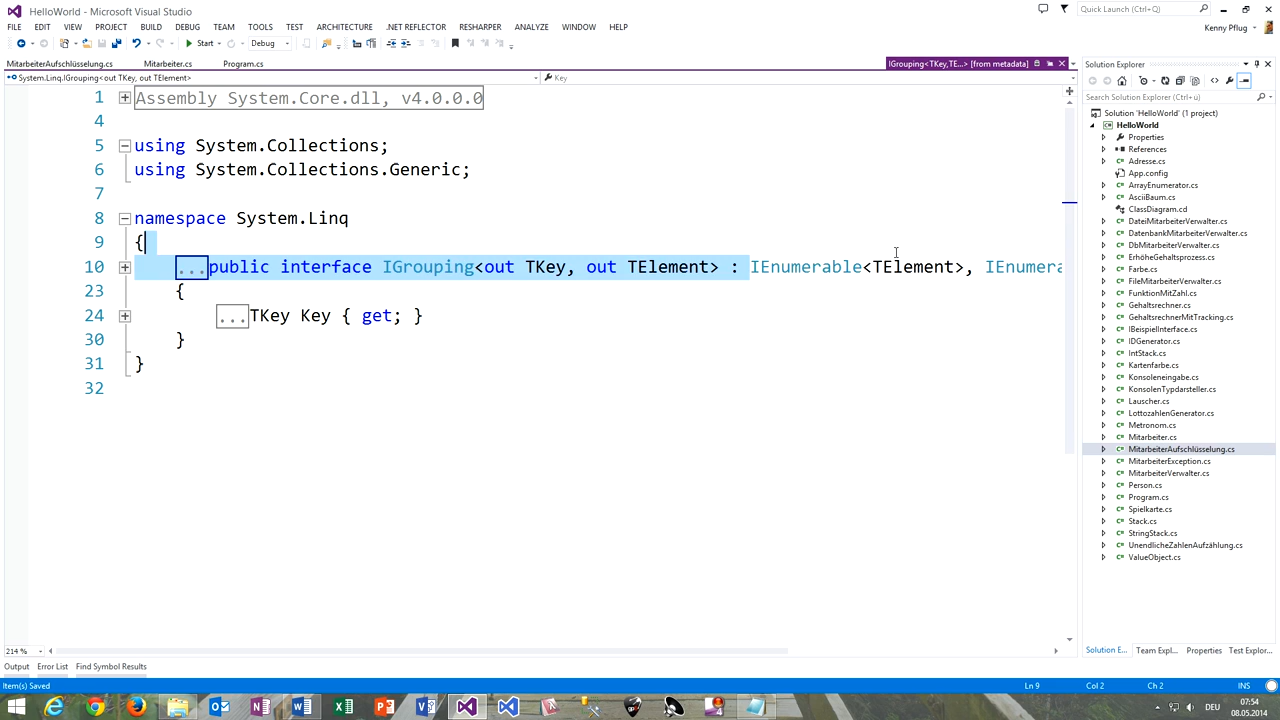 HelloWorld - Microsoft Visual Studio
Quick Launch (Ctrl+Q)
FILE EDIT VIEW PROJECT BUILD DEBUG TEAM TOOLS TEST ARCHITECTURE .NET REFLECTOR RESHARPER ANALYZE WINDOW HELP
Kenny Pflug
Start Debug
MitarbeiterAufschlüsselung.cs Mitarbeiter.cs Program.cs IGrouping<TKey,TE...> [from metadata]
System.Linq.IGrouping<out TKey, out TElement> Key
1 Assembly System.Core.dll, v4.0.0.0
4
5 using System.Collections;
6 using System.Collections.Generic;
7
8 namespace System.Linq
9 {
10 ...public interface IGrouping<out TKey, out TElement> : IEnumerable<TElement>, IEnumera
23 {
24 ...TKey Key { get; }
30 }
31 }
32
214 %
Solution Explorer
Search Solution Explorer (Ctrl+ü)
Solution 'HelloWorld' (1 project)
HelloWorld
Properties
References
Adresse.cs
App.config
ArrayEnumerator.cs
AsciiBaum.cs
ClassDiagram.cd
DateiMitarbeiterVerwalter.cs
DatenbankMitarbeiterVerwalter.cs
DbMitarbeiterVerwalter.cs
ErhöheGehaltsprozess.cs
Farbe.cs
FileMitarbeiterVerwalter.cs
FunktionMitZahl.cs
Gehaltsrechner.cs
GehaltsrechnerMitTracking.cs
IBeispielInterface.cs
IDGenerator.cs
IntStack.cs
Kartenfarbe.cs
Konsoleneingabe.cs
KonsolenTypdarsteller.cs
Lauscher.cs
LottozahlenGenerator.cs
Metronom.cs
Mitarbeiter.cs
MitarbeiterAufschlüsselung.cs
MitarbeiterException.cs
MitarbeiterVerwalter.cs
Person.cs
Program.cs
Spielkarte.cs
Stack.cs
StringStack.cs
UnendlicheZahlenAufzählung.cs
ValueObject.cs
Solution E... Team Expl... Properties Test Explor...
Output Error List Find Symbol Results
Item(s) Saved Ln 9 Col 2 Ch 2 INS
DEU 07:54
08.05.2014